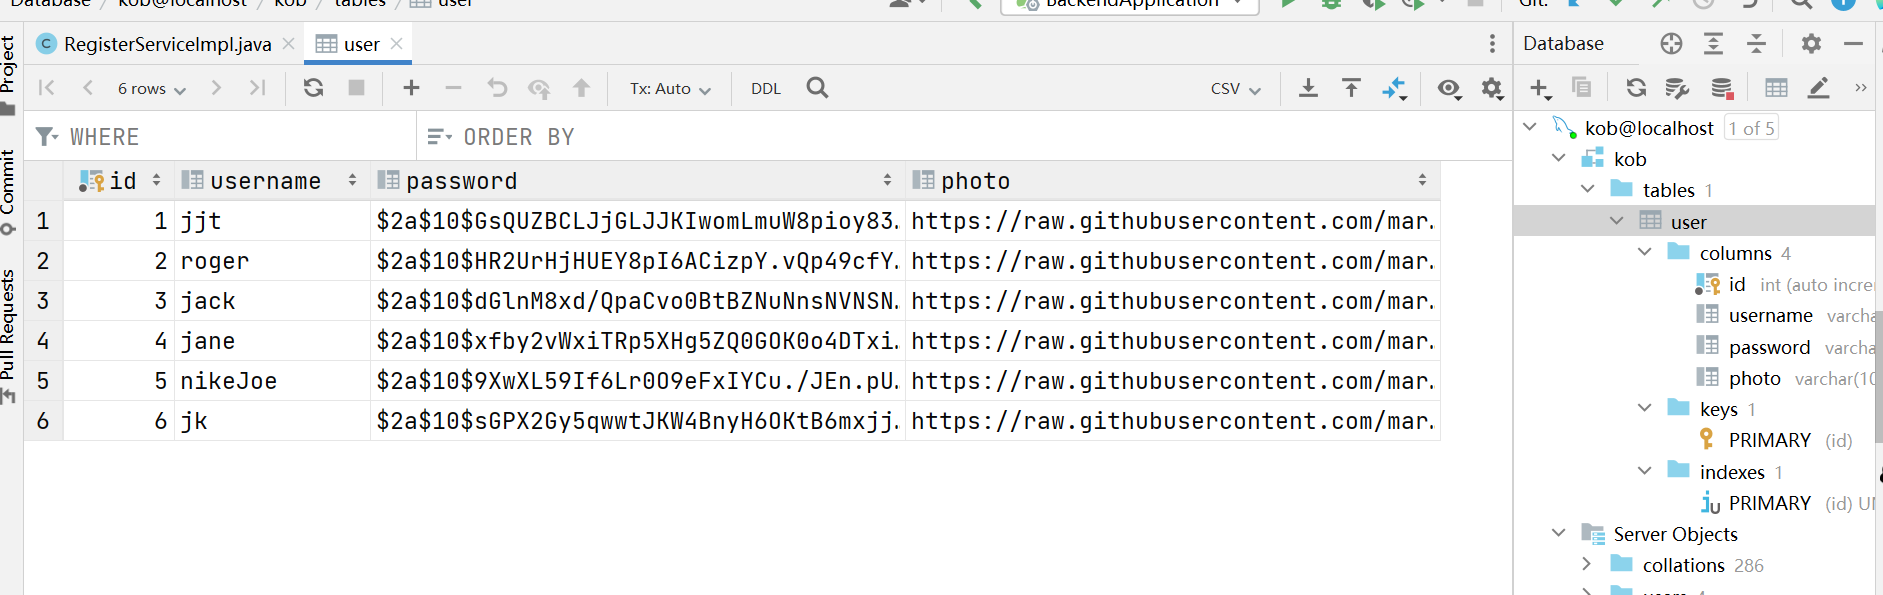 Database / kob@localhost / kob / tables / user
BackendApplication
Git:
RegisterServiceImpl.java
user
Database
6 rows
Tx: Auto
DDL
CSV
WHERE
ORDER BY
id username password photo
1 1 jjt $2a$10$GsQUZBCLJjGLJJKIwomLmuW8pioy83… https://raw.githubusercontent.com/mar…
2 2 roger $2a$10$HR2UrHjHUEY8pI6ACizpY.vQp49cfY… https://raw.githubusercontent.com/mar…
3 3 jack $2a$10$dGlnM8xd/QpaCvo0BtBZNuNnsNVNSN… https://raw.githubusercontent.com/mar…
4 4 jane $2a$10$xfby2vWxiTRp5XHg5ZQ0GOK0o4DTxi… https://raw.githubusercontent.com/mar…
5 5 nikeJoe $2a$10$9XwXL59If6Lr0O9eFxIYCu./JEn.pU… https://raw.githubusercontent.com/mar…
6 6 jk $2a$10$sGPX2Gy5qwwtJKW4BnyH6OKtB6mxjj… https://raw.githubusercontent.com/mar…
Project
Commit
Pull Requests
kob@localhost 1 of 5
kob
tables 1
user
columns 4
id int (auto incre
username varcha
password varcha
photo varchar(10
keys 1
PRIMARY (id)
indexes 1
PRIMARY (id) UN
Server Objects
collations 286